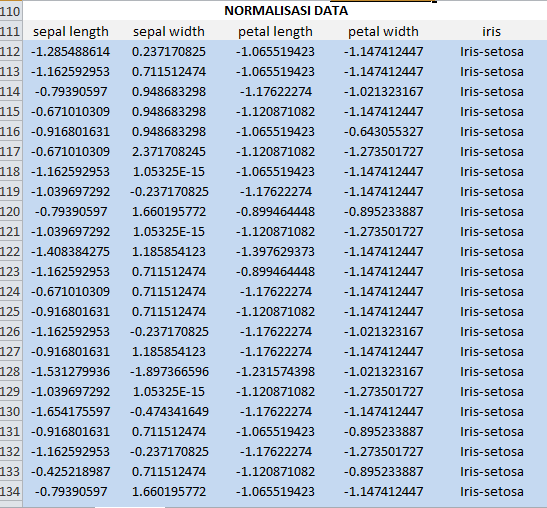 110 NORMALISASI DATA
111 sepal length sepal width petal length petal width iris
112 -1.285488614 0.237170825 -1.065519423 -1.147412447 Iris-setosa
113 -1.162592953 0.711512474 -1.065519423 -1.147412447 Iris-setosa
114 -0.79390597 0.948683298 -1.17622274 -1.021323167 Iris-setosa
115 -0.671010309 0.948683298 -1.120871082 -1.147412447 Iris-setosa
116 -0.916801631 0.948683298 -1.065519423 -0.643055327 Iris-setosa
117 -0.671010309 2.371708245 -1.120871082 -1.273501727 Iris-setosa
118 -1.162592953 1.05325E-15 -1.065519423 -1.147412447 Iris-setosa
119 -1.039697292 -0.237170825 -1.17622274 -1.147412447 Iris-setosa
120 -0.79390597 1.660195772 -0.899464448 -0.895233887 Iris-setosa
121 -1.039697292 1.05325E-15 -1.120871082 -1.273501727 Iris-setosa
122 -1.408384275 1.185854123 -1.397629373 -1.147412447 Iris-setosa
123 -1.162592953 0.711512474 -0.899464448 -1.147412447 Iris-setosa
124 -0.671010309 0.711512474 -1.17622274 -1.147412447 Iris-setosa
125 -0.916801631 0.711512474 -1.120871082 -1.147412447 Iris-setosa
126 -1.162592953 -0.237170825 -1.17622274 -1.021323167 Iris-setosa
127 -0.916801631 1.185854123 -1.17622274 -1.147412447 Iris-setosa
128 -1.531279936 -1.897366596 -1.231574398 -1.021323167 Iris-setosa
129 -1.039697292 1.05325E-15 -1.120871082 -1.273501727 Iris-setosa
130 -1.654175597 -0.474341649 -1.17622274 -1.147412447 Iris-setosa
131 -0.916801631 0.711512474 -1.065519423 -0.895233887 Iris-setosa
132 -1.162592953 -0.237170825 -1.17622274 -1.273501727 Iris-setosa
133 -0.425218987 0.711512474 -1.120871082 -0.895233887 Iris-setosa
134 -0.79390597 1.660195772 -1.065519423 -1.147412447 Iris-setosa